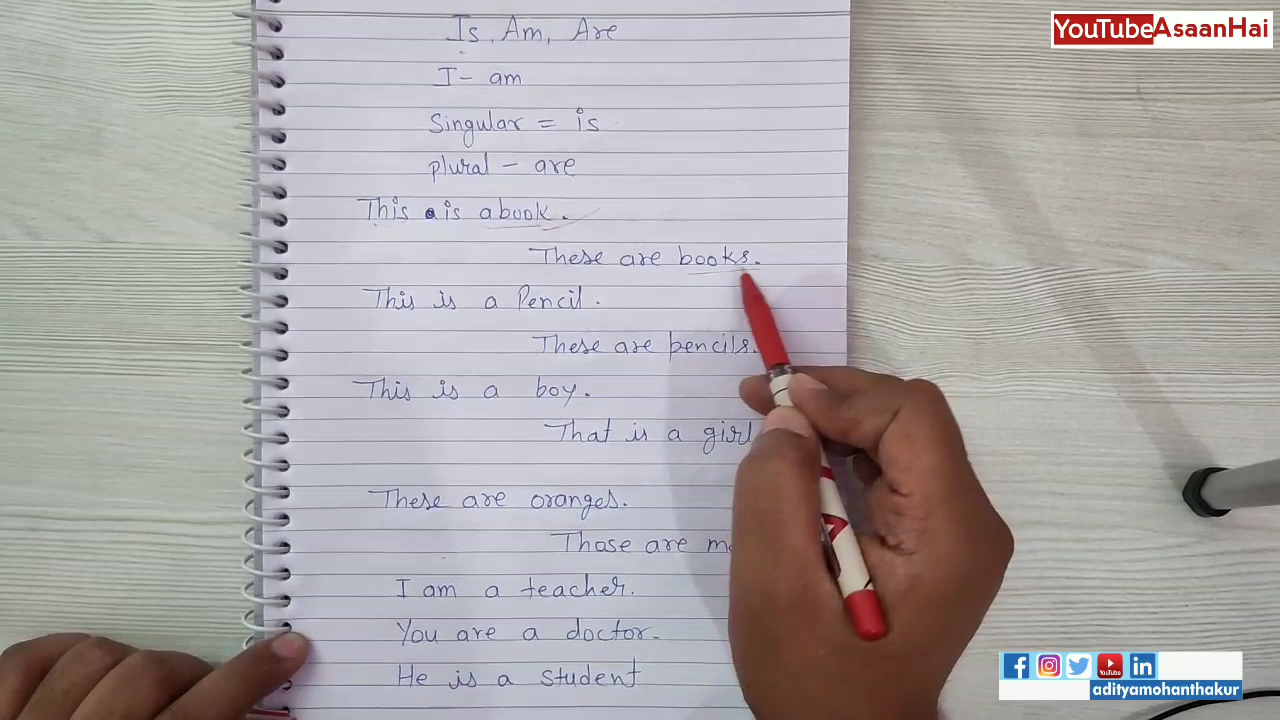 YouTubeAsaanHai
Is, Am, Are
I - am
Singular = is
plural - are
This is a book.
These are books.
This is a Pencil.
These are pencils.
This is a boy.
That is a girl
These are oranges.
Those are
I am a teacher.
You are a doctor.
He is a student
YouTube
adityamohanthakur